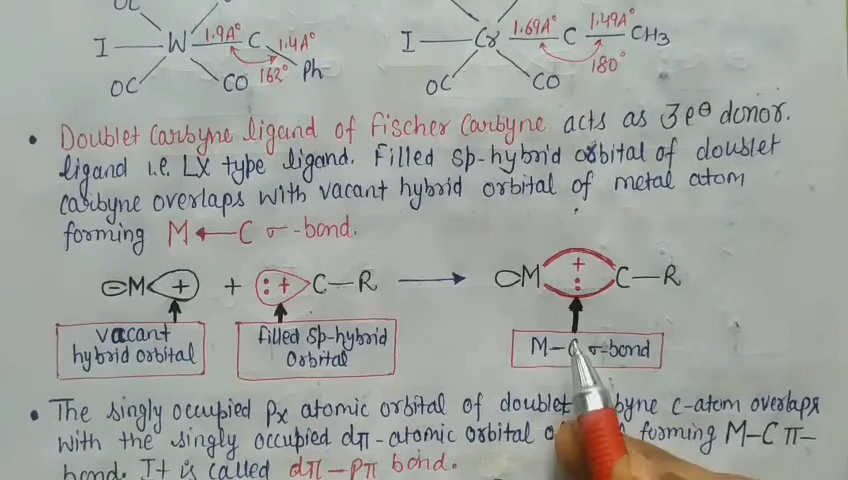 OC
I W 1.9A° C 1.4A° 162° Ph
OC CO
I Cr 1.69A° C 1.49A° CH3
180°
OC CO
• Doublet carbyne ligand of Fischer carbyne acts as 3e⊖ donor.
ligand i.e. LX type ligand. Filled sp-hybrid orbital of doublet
carbyne overlaps with vacant hybrid orbital of metal atom
forming M ← C σ-bond.
M + + : + C — R → M + : C — R
vacant
hybrid orbital
filled sp-hybrid
orbital
M-C σ-bond
• The singly occupied px atomic orbital of doublet C-atom overlaps
with the singly occupied dπ-atomic orbital forming M-C π-
bond. It is called dπ-pπ bond.